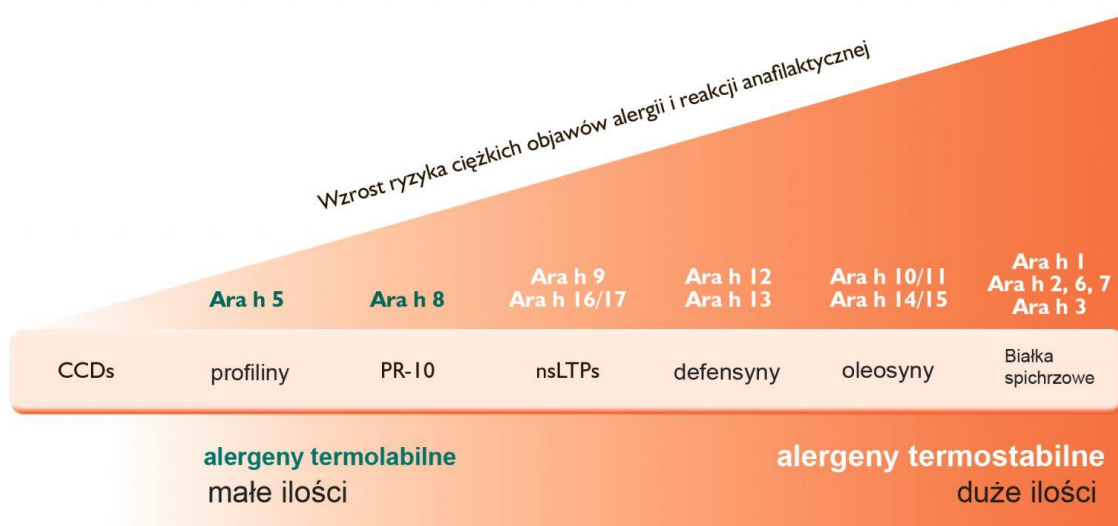 Wzrost ryzyka ciężkich objawów alergii i reakcji anafilaktycznej
Ara h 5
Ara h 8
Ara h 9
Ara h 16/17
Ara h 12
Ara h 13
Ara h 10/11
Ara h 14/15
Ara h 1
Ara h 2, 6, 7
Ara h 3
CCDs
profiliny
PR-10
nsLTPs
defensyny
oleosyny
Białka
spichrzowe
alergeny termolabilne
małe ilości
alergeny termostabilne
duże ilości